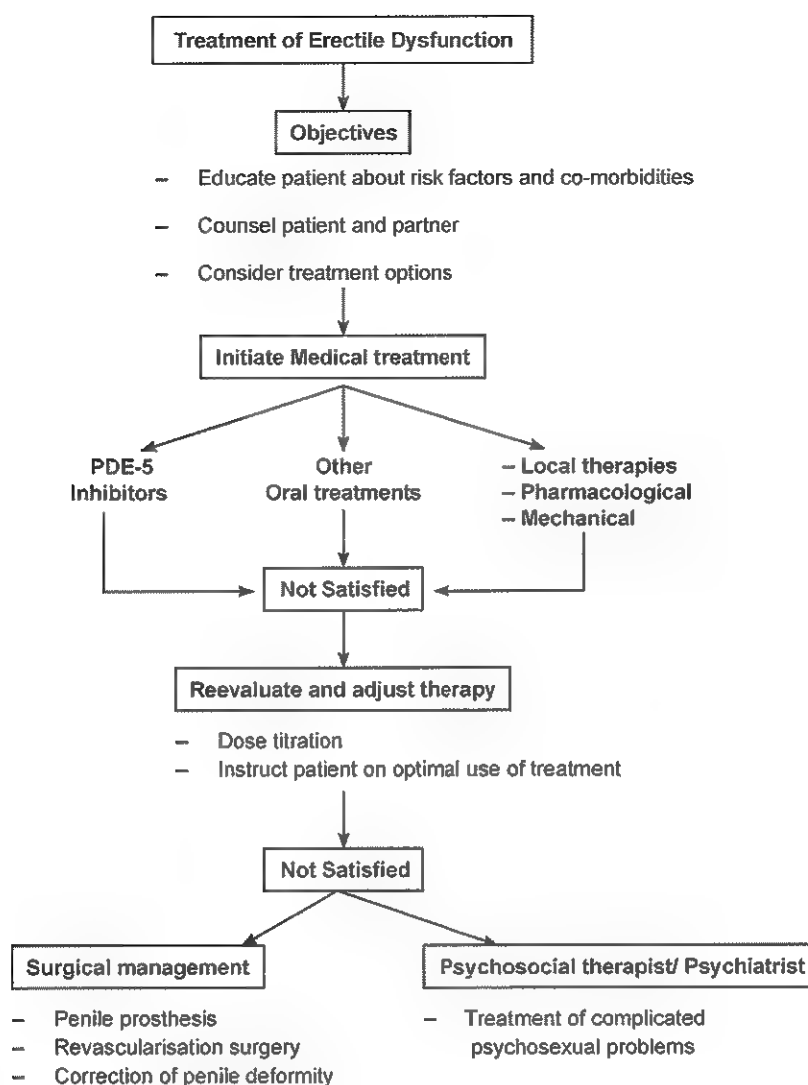 Treatment of Erectile Dysfunction
Objectives
– Educate patient about risk factors and co-morbidities
– Counsel patient and partner
– Consider treatment options
Initiate Medical treatment
PDE-5
Inhibitors
Other
Oral treatments
– Local therapies
– Pharmacological
– Mechanical
Not Satisfied
Reevaluate and adjust therapy
– Dose titration
– Instruct patient on optimal use of treatment
Not Satisfied
Surgical management
– Penile prosthesis
– Revascularisation surgery
– Correction of penile deformity
Psychosocial therapist/ Psychiatrist
– Treatment of complicated
psychosexual problems